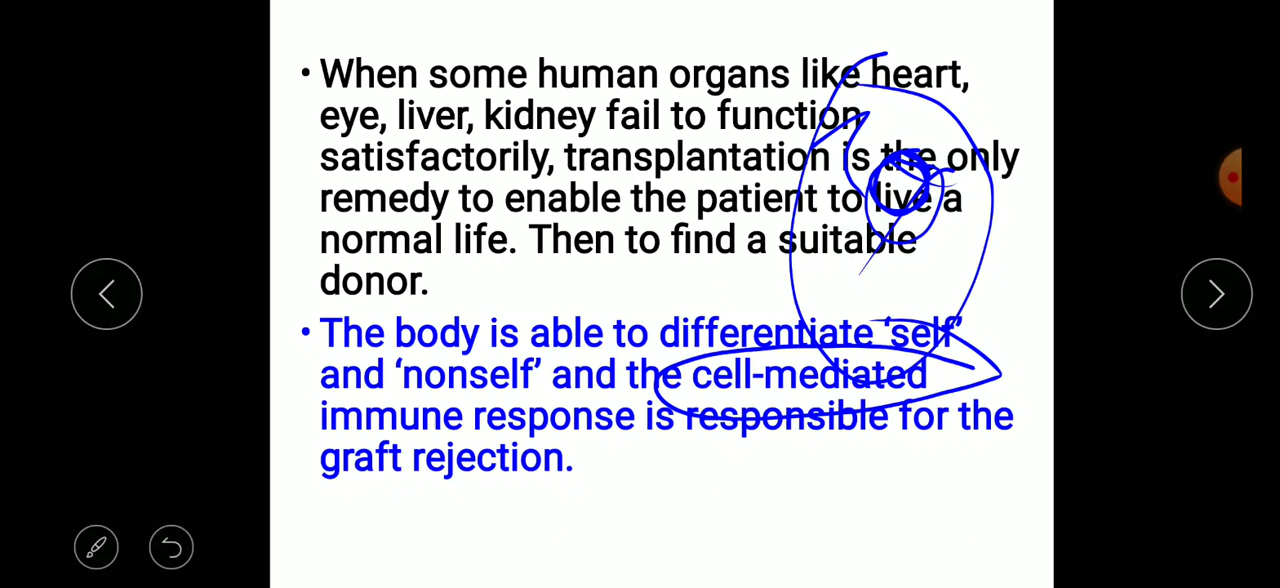 • When some human organs like heart,
eye, liver, kidney fail to function
satisfactorily, transplantation is the only
remedy to enable the patient to live a
normal life. Then to find a suitable
donor.
• The body is able to differentiate ‘self’
and ‘nonself’ and the cell-mediated
immune response is responsible for the
graft rejection.